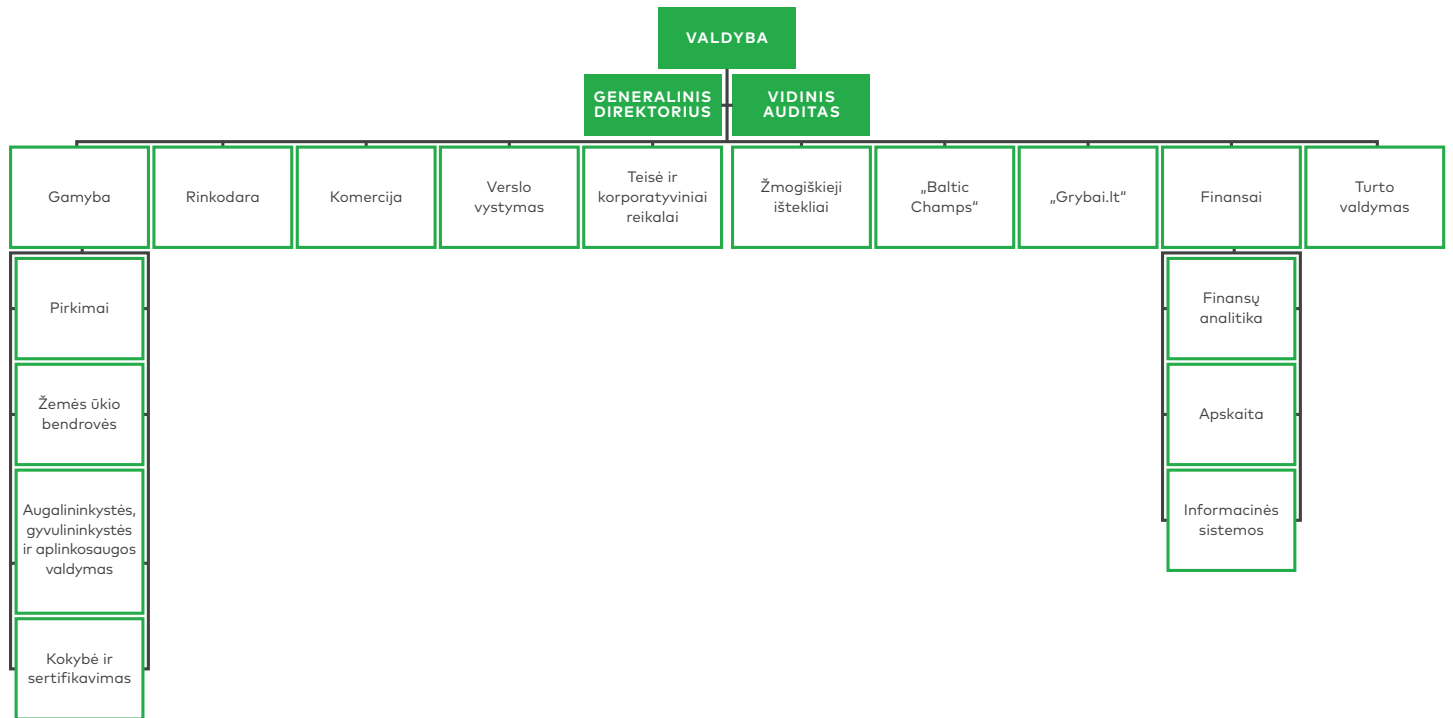 VALDYBA
GENERALINIS
DIREKTORIUS
VIDINIS
AUDITAS
Gamyba
Rinkodara
Komercija
Verslo
vystymas
Teisė ir
korporatyviniai
reikalai
Žmogiškieji
ištekliai
„Baltic
Champs“
„Grybai.lt“
Finansai
Turto
valdymas
Pirkimai
Žemės ūkio
bendrovės
Augalininkystės,
gyvulininkystės
ir aplinkosaugos
valdymas
Kokybė ir
sertifikavimas
Finansų
analitika
Apskaita
Informacinės
sistemos